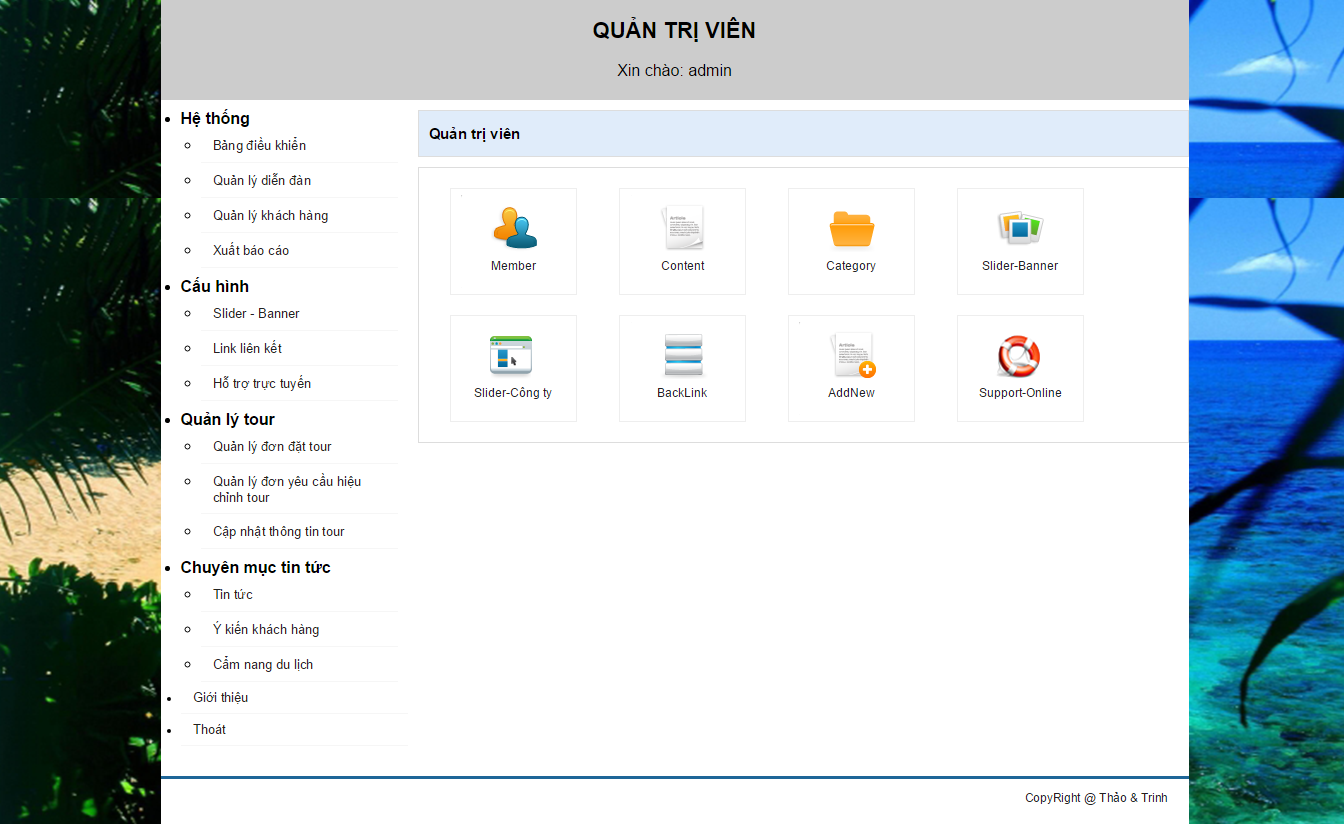 QUẢN TRỊ VIÊN
Xin chào: admin
Hệ thống
Bảng điều khiển
Quản lý diễn đàn
Quản lý khách hàng
Xuất báo cáo
Cấu hình
Slider - Banner
Link liên kết
Hỗ trợ trực tuyến
Quản lý tour
Quản lý đơn đặt tour
Quản lý đơn yêu cầu hiệu
chỉnh tour
Cập nhật thông tin tour
Chuyên mục tin tức
Tin tức
Ý kiến khách hàng
Cẩm nang du lịch
Giới thiệu
Thoát
Quản trị viên
Member
Content
Category
Slider-Banner
Slider-Công ty
BackLink
AddNew
Support-Online
CopyRight @ Thảo & Trinh